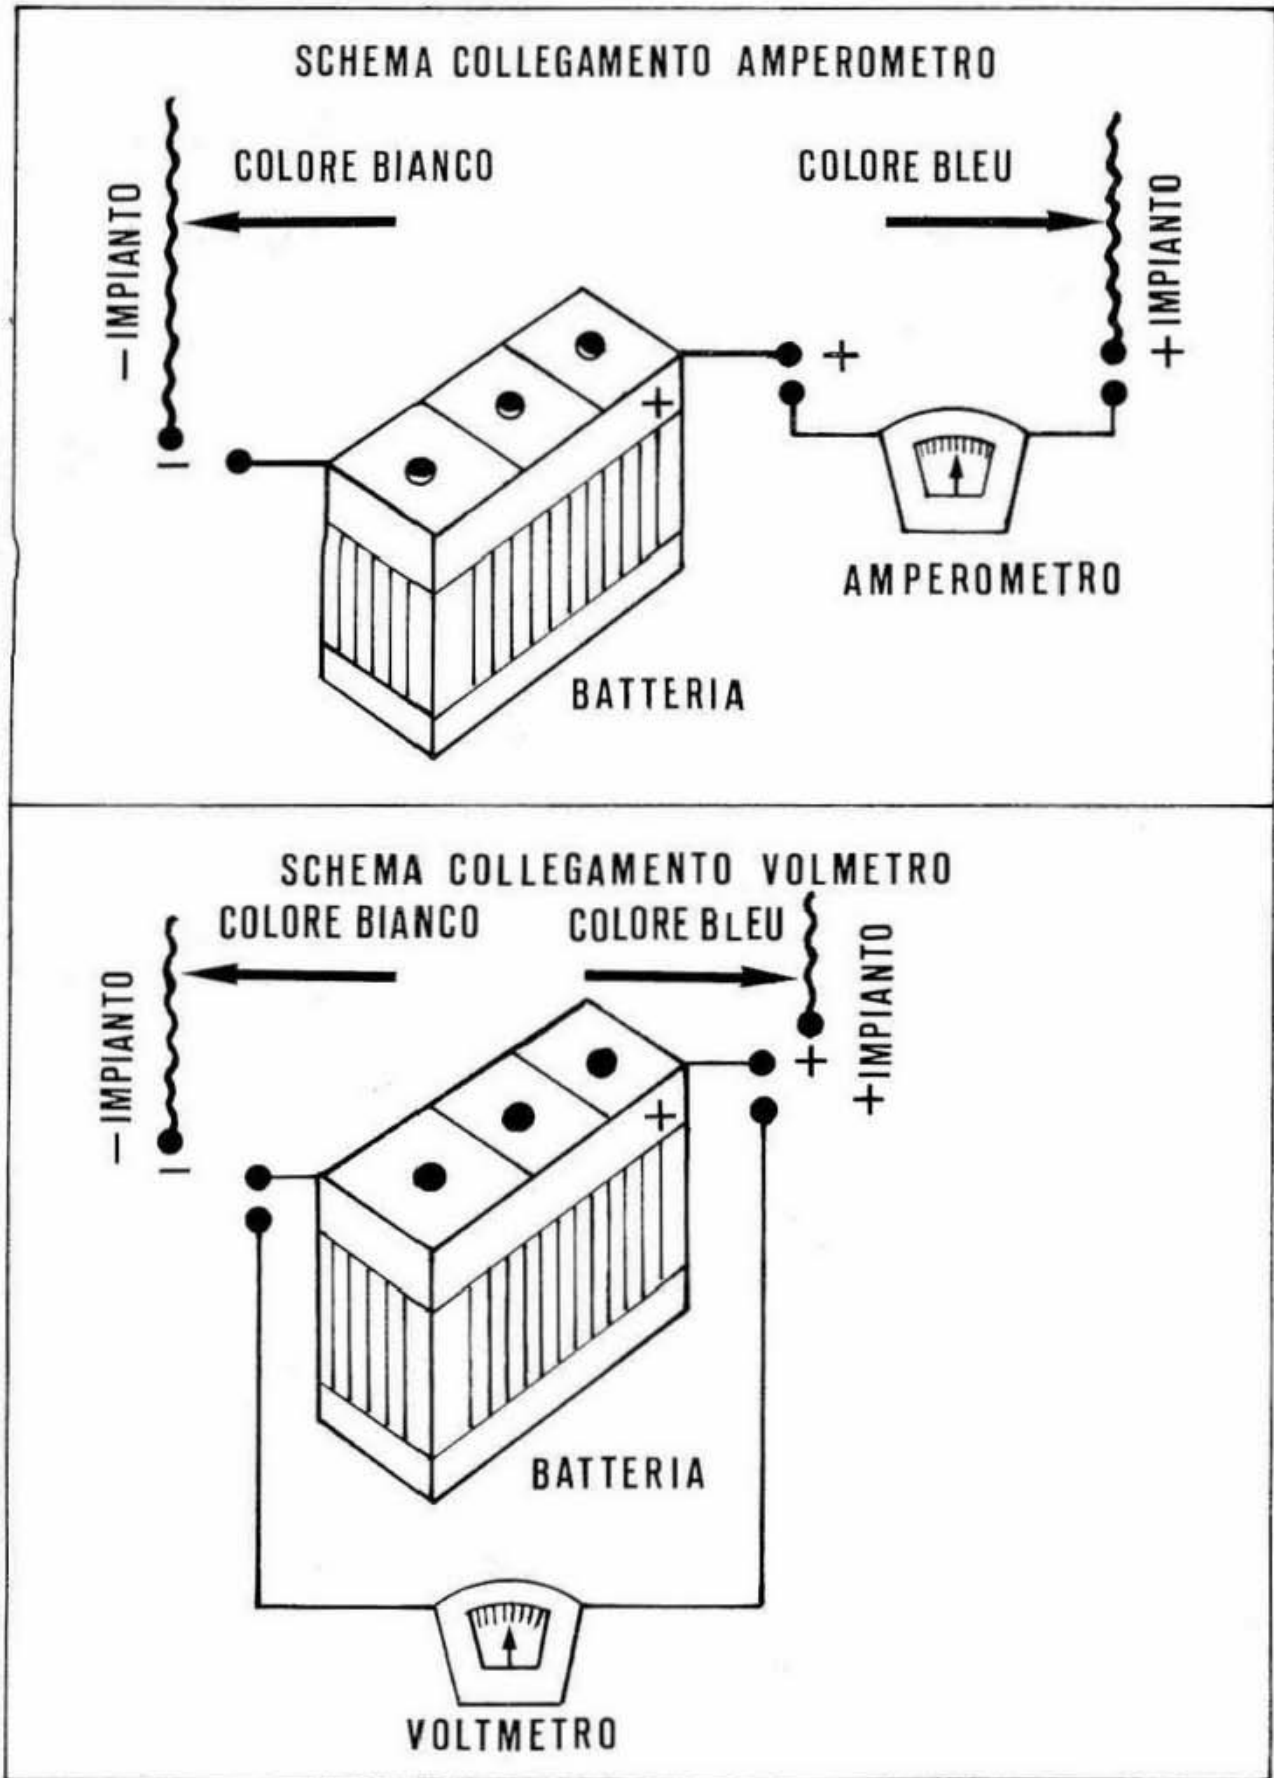 SCHEMA COLLEGAMENTO AMPEROMETRO
COLORE BIANCO
COLORE BLEU
− IMPIANTO
+ IMPIANTO
+
+
−
AMPEROMETRO
BATTERIA
SCHEMA COLLEGAMENTO VOLMETRO
COLORE BIANCO
COLORE BLEU
− IMPIANTO
+ IMPIANTO
+
+
−
BATTERIA
VOLTMETRO